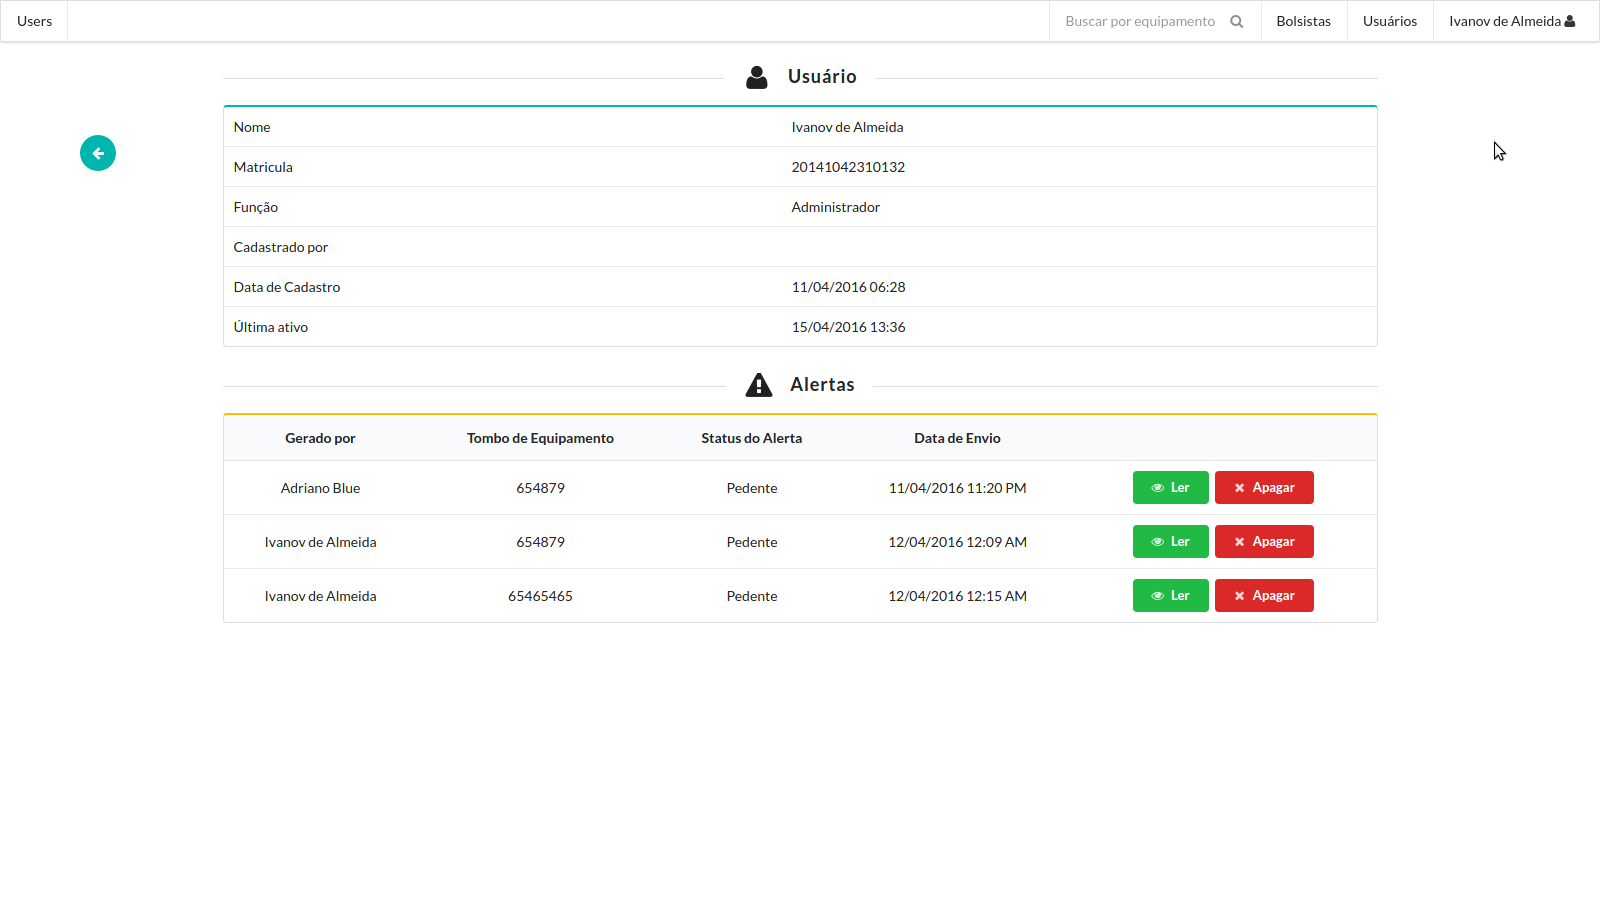 Users Buscar por equipamento Bolsistas Usuários Ivanov de Almeida
Usuário
Nome Ivanov de Almeida
Matricula 20141042310132
Função Administrador
Cadastrado por
Data de Cadastro 11/04/2016 06:28
Última ativo 15/04/2016 13:36
Alertas
Gerado por Tombo de Equipamento Status do Alerta Data de Envio
Adriano Blue 654879 Pedente 11/04/2016 11:20 PM Ler Apagar
Ivanov de Almeida 654879 Pedente 12/04/2016 12:09 AM Ler Apagar
Ivanov de Almeida 65465465 Pedente 12/04/2016 12:15 AM Ler Apagar